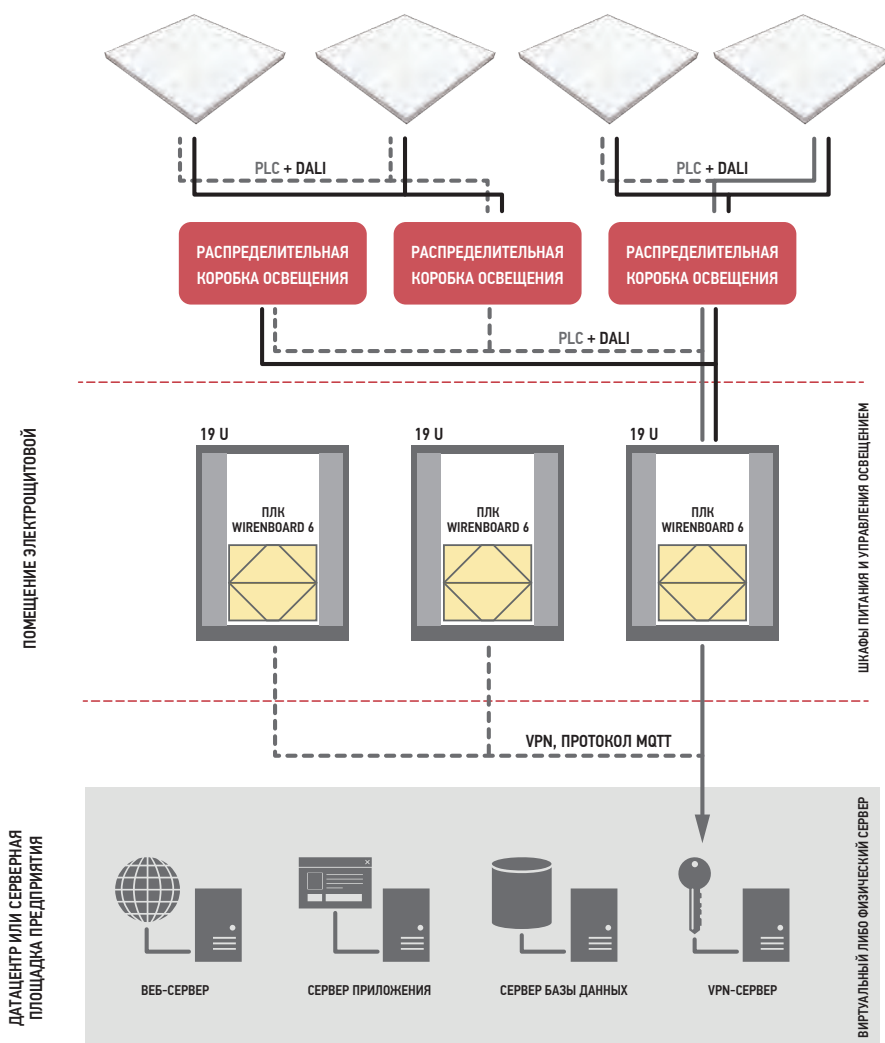 PLC + DALI
PLC + DALI
РАСПРЕДЕЛИТЕЛЬНАЯ
КОРОБКА ОСВЕЩЕНИЯ
РАСПРЕДЕЛИТЕЛЬНАЯ
КОРОБКА ОСВЕЩЕНИЯ
РАСПРЕДЕЛИТЕЛЬНАЯ
КОРОБКА ОСВЕЩЕНИЯ
PLC + DALI
ПОМЕЩЕНИЕ ЭЛЕКТРОЩИТОВОЙ
19 U
ПЛК
WIRENBOARD 6
19 U
ПЛК
WIRENBOARD 6
19 U
ПЛК
WIRENBOARD 6
ШКАФЫ ПИТАНИЯ И УПРАВЛЕНИЯ ОСВЕЩЕНИЕМ
VPN, ПРОТОКОЛ MQTT
ДАТАЦЕНТР ИЛИ СЕРВЕРНАЯ
ПЛОЩАДКА ПРЕДПРИЯТИЯ
ВЕБ-СЕРВЕР
СЕРВЕР ПРИЛОЖЕНИЯ
СЕРВЕР БАЗЫ ДАННЫХ
VPN-СЕРВЕР
ВИРТУАЛЬНЫЙ ЛИБО ФИЗИЧЕСКИЙ СЕРВЕР